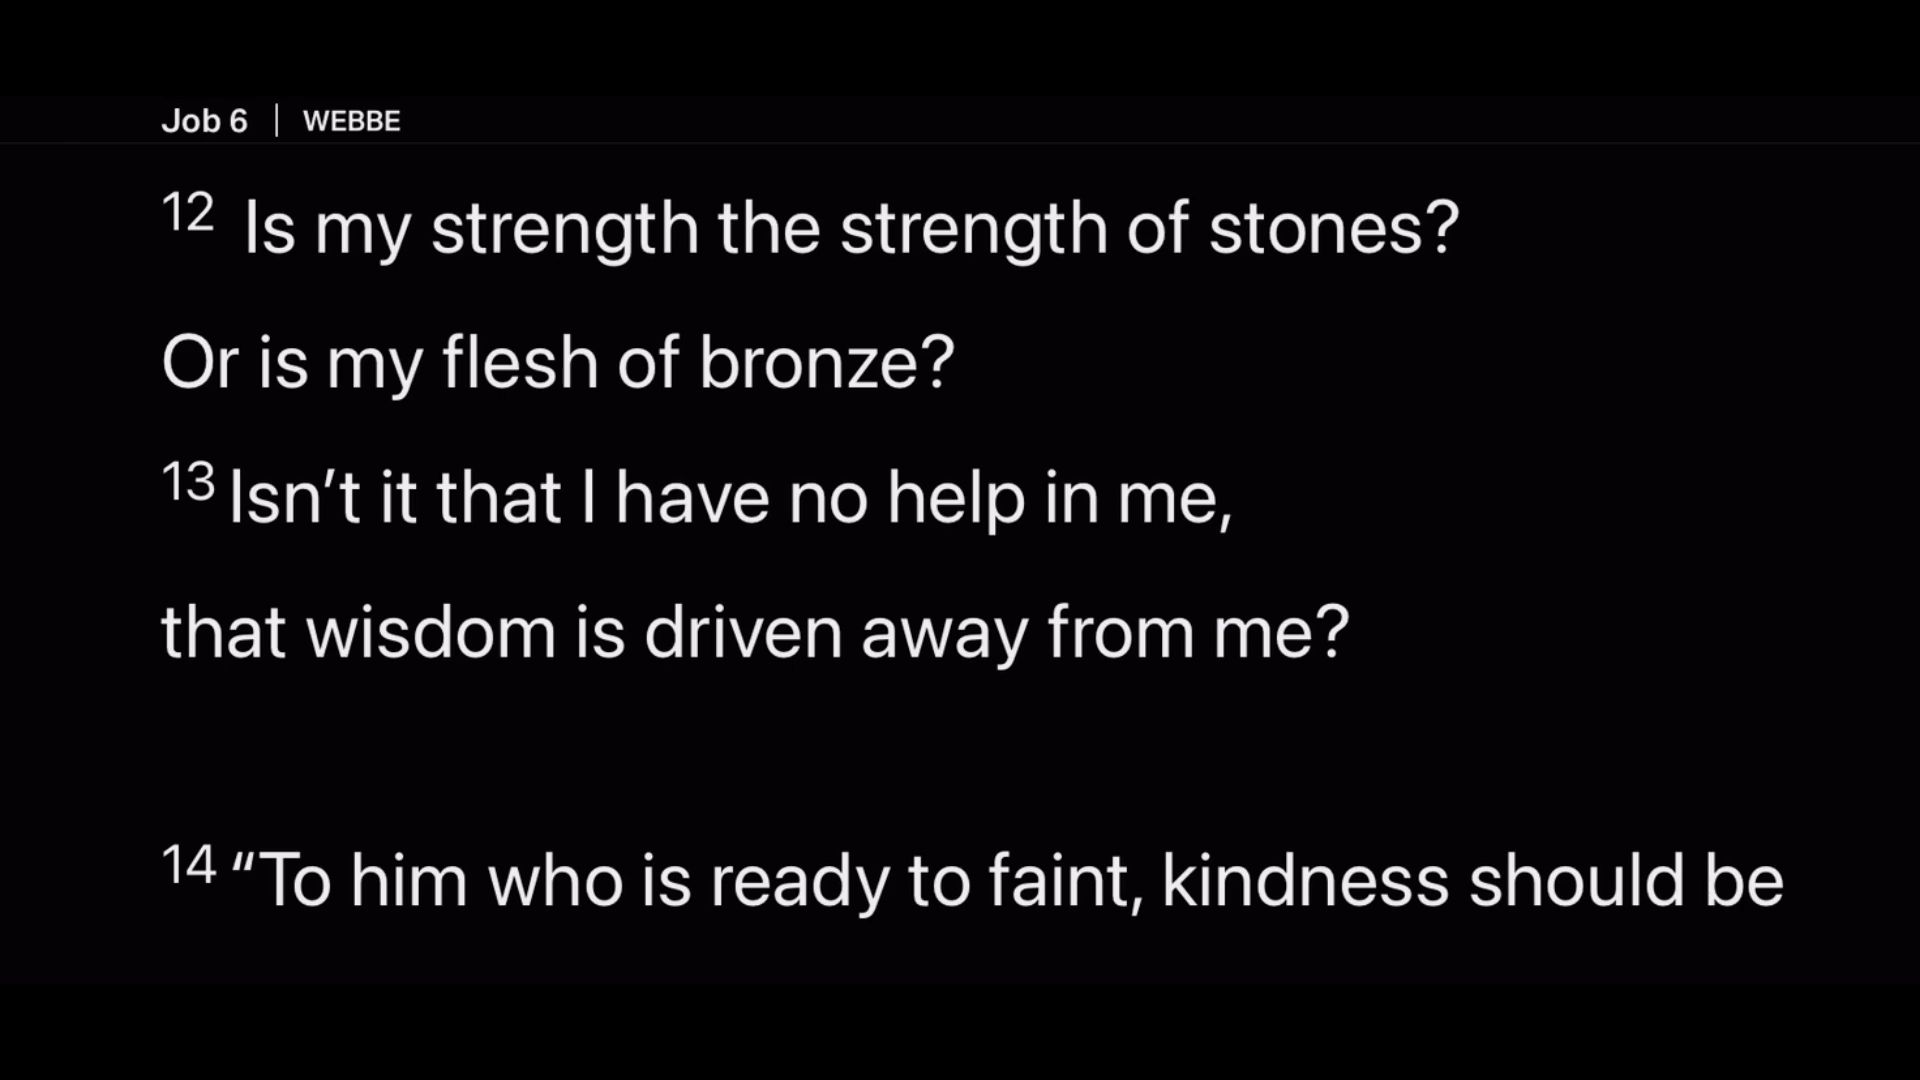 Job 6 | WEBBE
12 Is my strength the strength of stones?
Or is my flesh of bronze?
13 Isn’t it that I have no help in me,
that wisdom is driven away from me?
14 “To him who is ready to faint, kindness should be